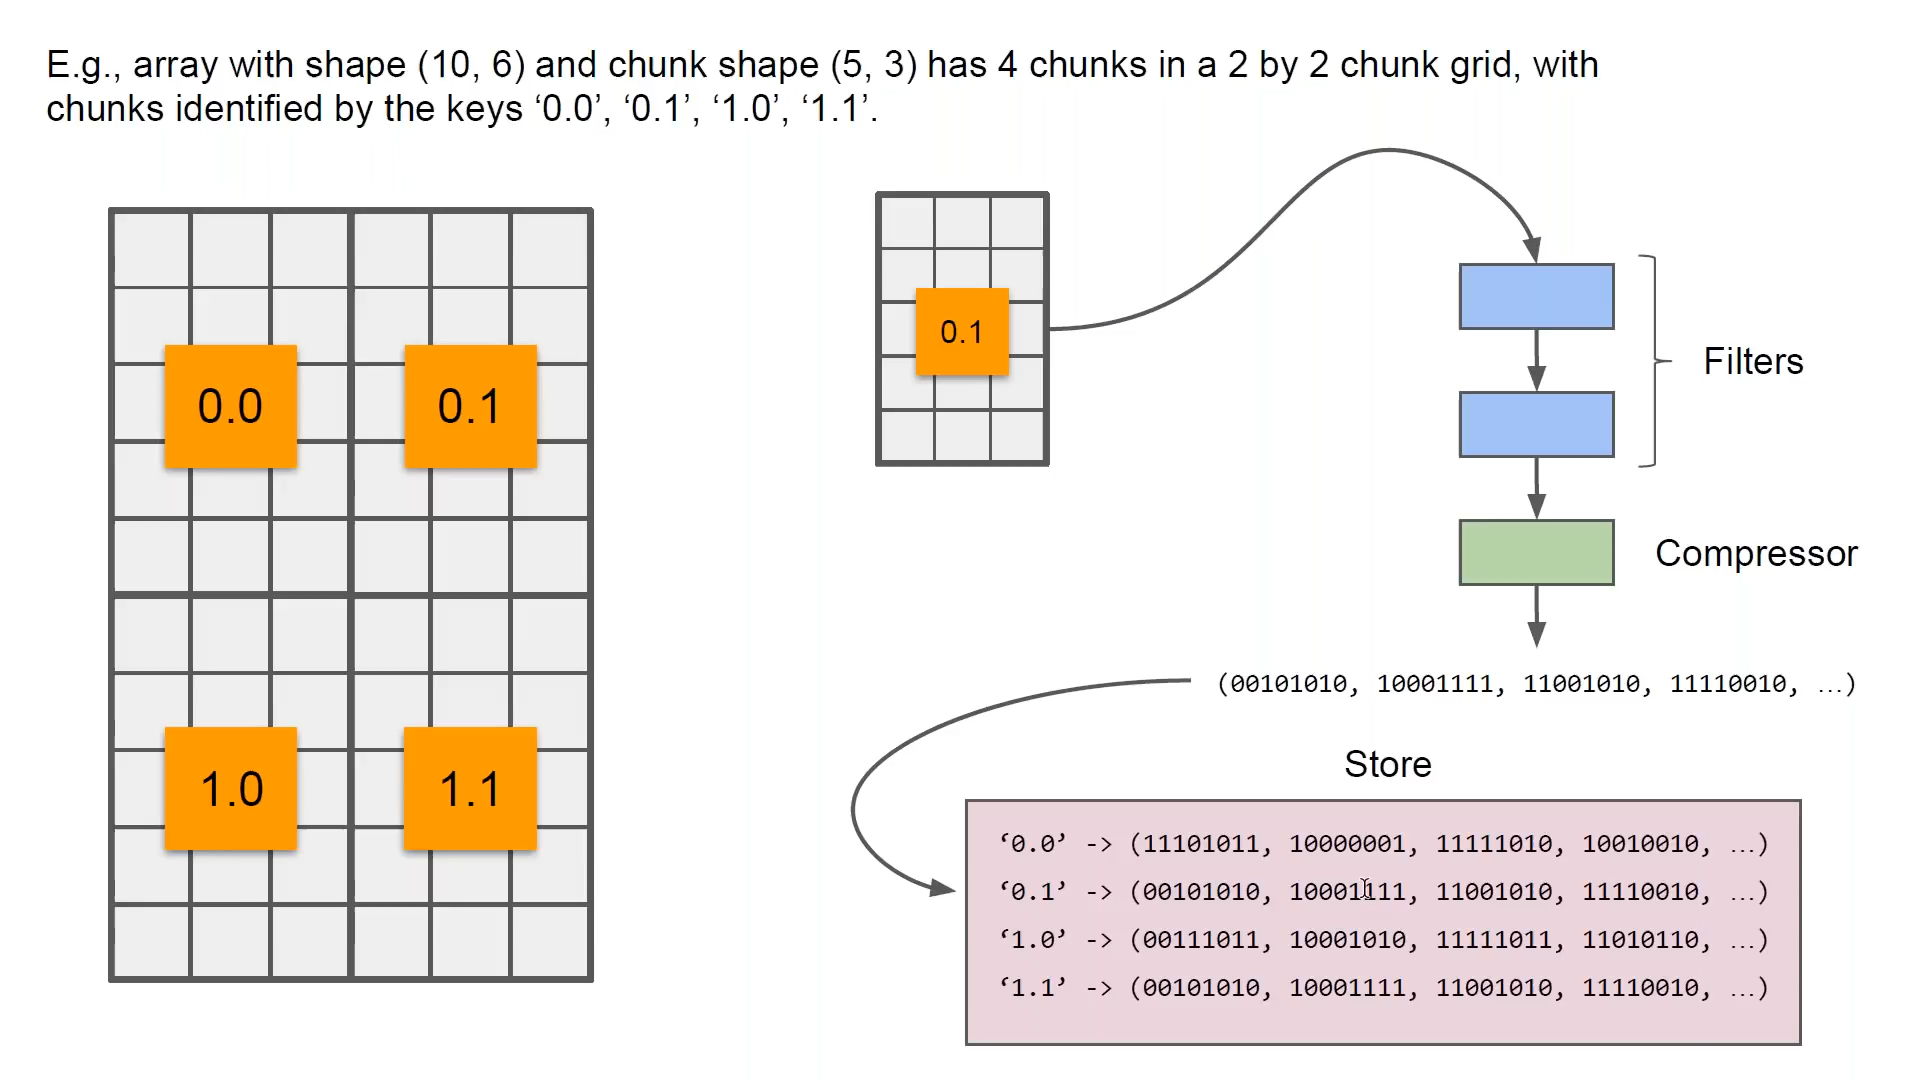 E.g., array with shape (10, 6) and chunk shape (5, 3) has 4 chunks in a 2 by 2 chunk grid, with
chunks identified by the keys ‘0.0’, ‘0.1’, ‘1.0’, ‘1.1’.
0.0
0.1
1.0
1.1
0.1
Filters
Compressor
(00101010, 10001111, 11001010, 11110010, …)
Store
‘0.0’ -> (11101011, 10000001, 11111010, 10010010, …)
‘0.1’ -> (00101010, 10001111, 11001010, 11110010, …)
‘1.0’ -> (00111011, 10001010, 11111011, 11010110, …)
‘1.1’ -> (00101010, 10001111, 11001010, 11110010, …)